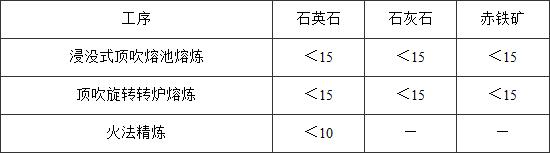 工序 石英石 石灰石 赤铁矿
浸没式顶吹熔池熔炼 ＜15 ＜15 ＜15
顶吹旋转转炉熔炼 ＜15 ＜15 ＜15
火法精炼 ＜10 － －